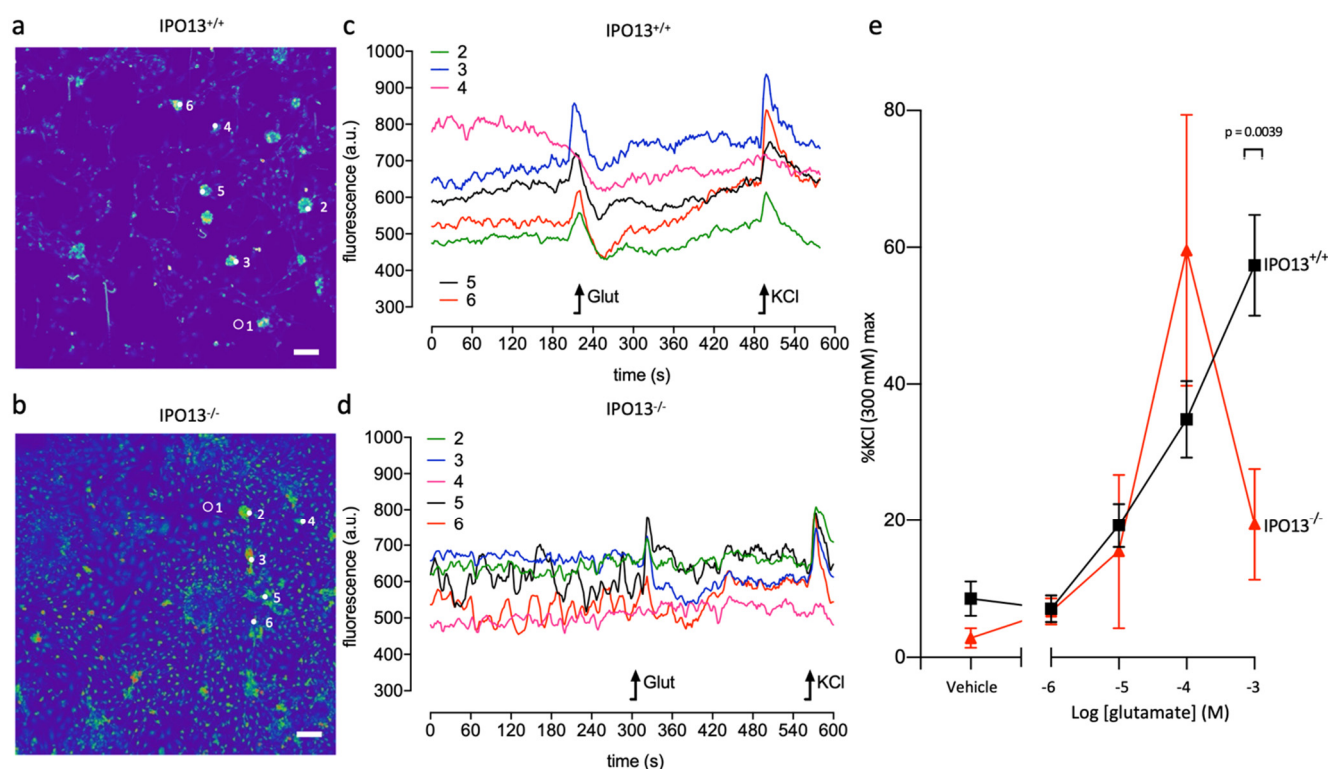 a
IPO13+/+
6
4
5
2
3
1
b
IPO13-/-
1
2
4
3
5
6
c
IPO13+/+
fluorescence (a.u.)
1000
900
800
700
600
500
400
300
2
3
4
5
6
Glut
KCl
0 60 120 180 240 300 360 420 480 540 600
time (s)
d
IPO13-/-
fluorescence (a.u.)
1000
900
800
700
600
500
400
300
2
3
4
5
6
Glut
KCl
0 60 120 180 240 300 360 420 480 540 600
time (s)
e
%KCl (300 mM) max
80
60
40
20
0
p = 0.0039
IPO13+/+
IPO13-/-
Vehicle
-6 -5 -4 -3
Log [glutamate] (M)